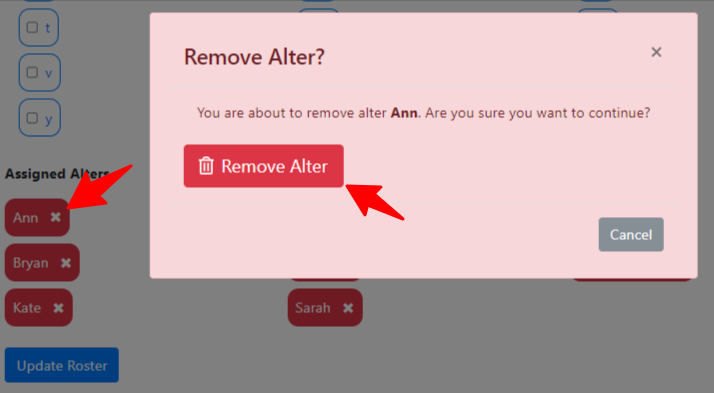 t
v
y
Remove Alter?
×
You are about to remove alter Ann. Are you sure you want to continue?
Remove Alter
Cancel
Assigned Alters
Ann ✖
Bryan ✖
Kate ✖
Sarah ✖
Update Roster